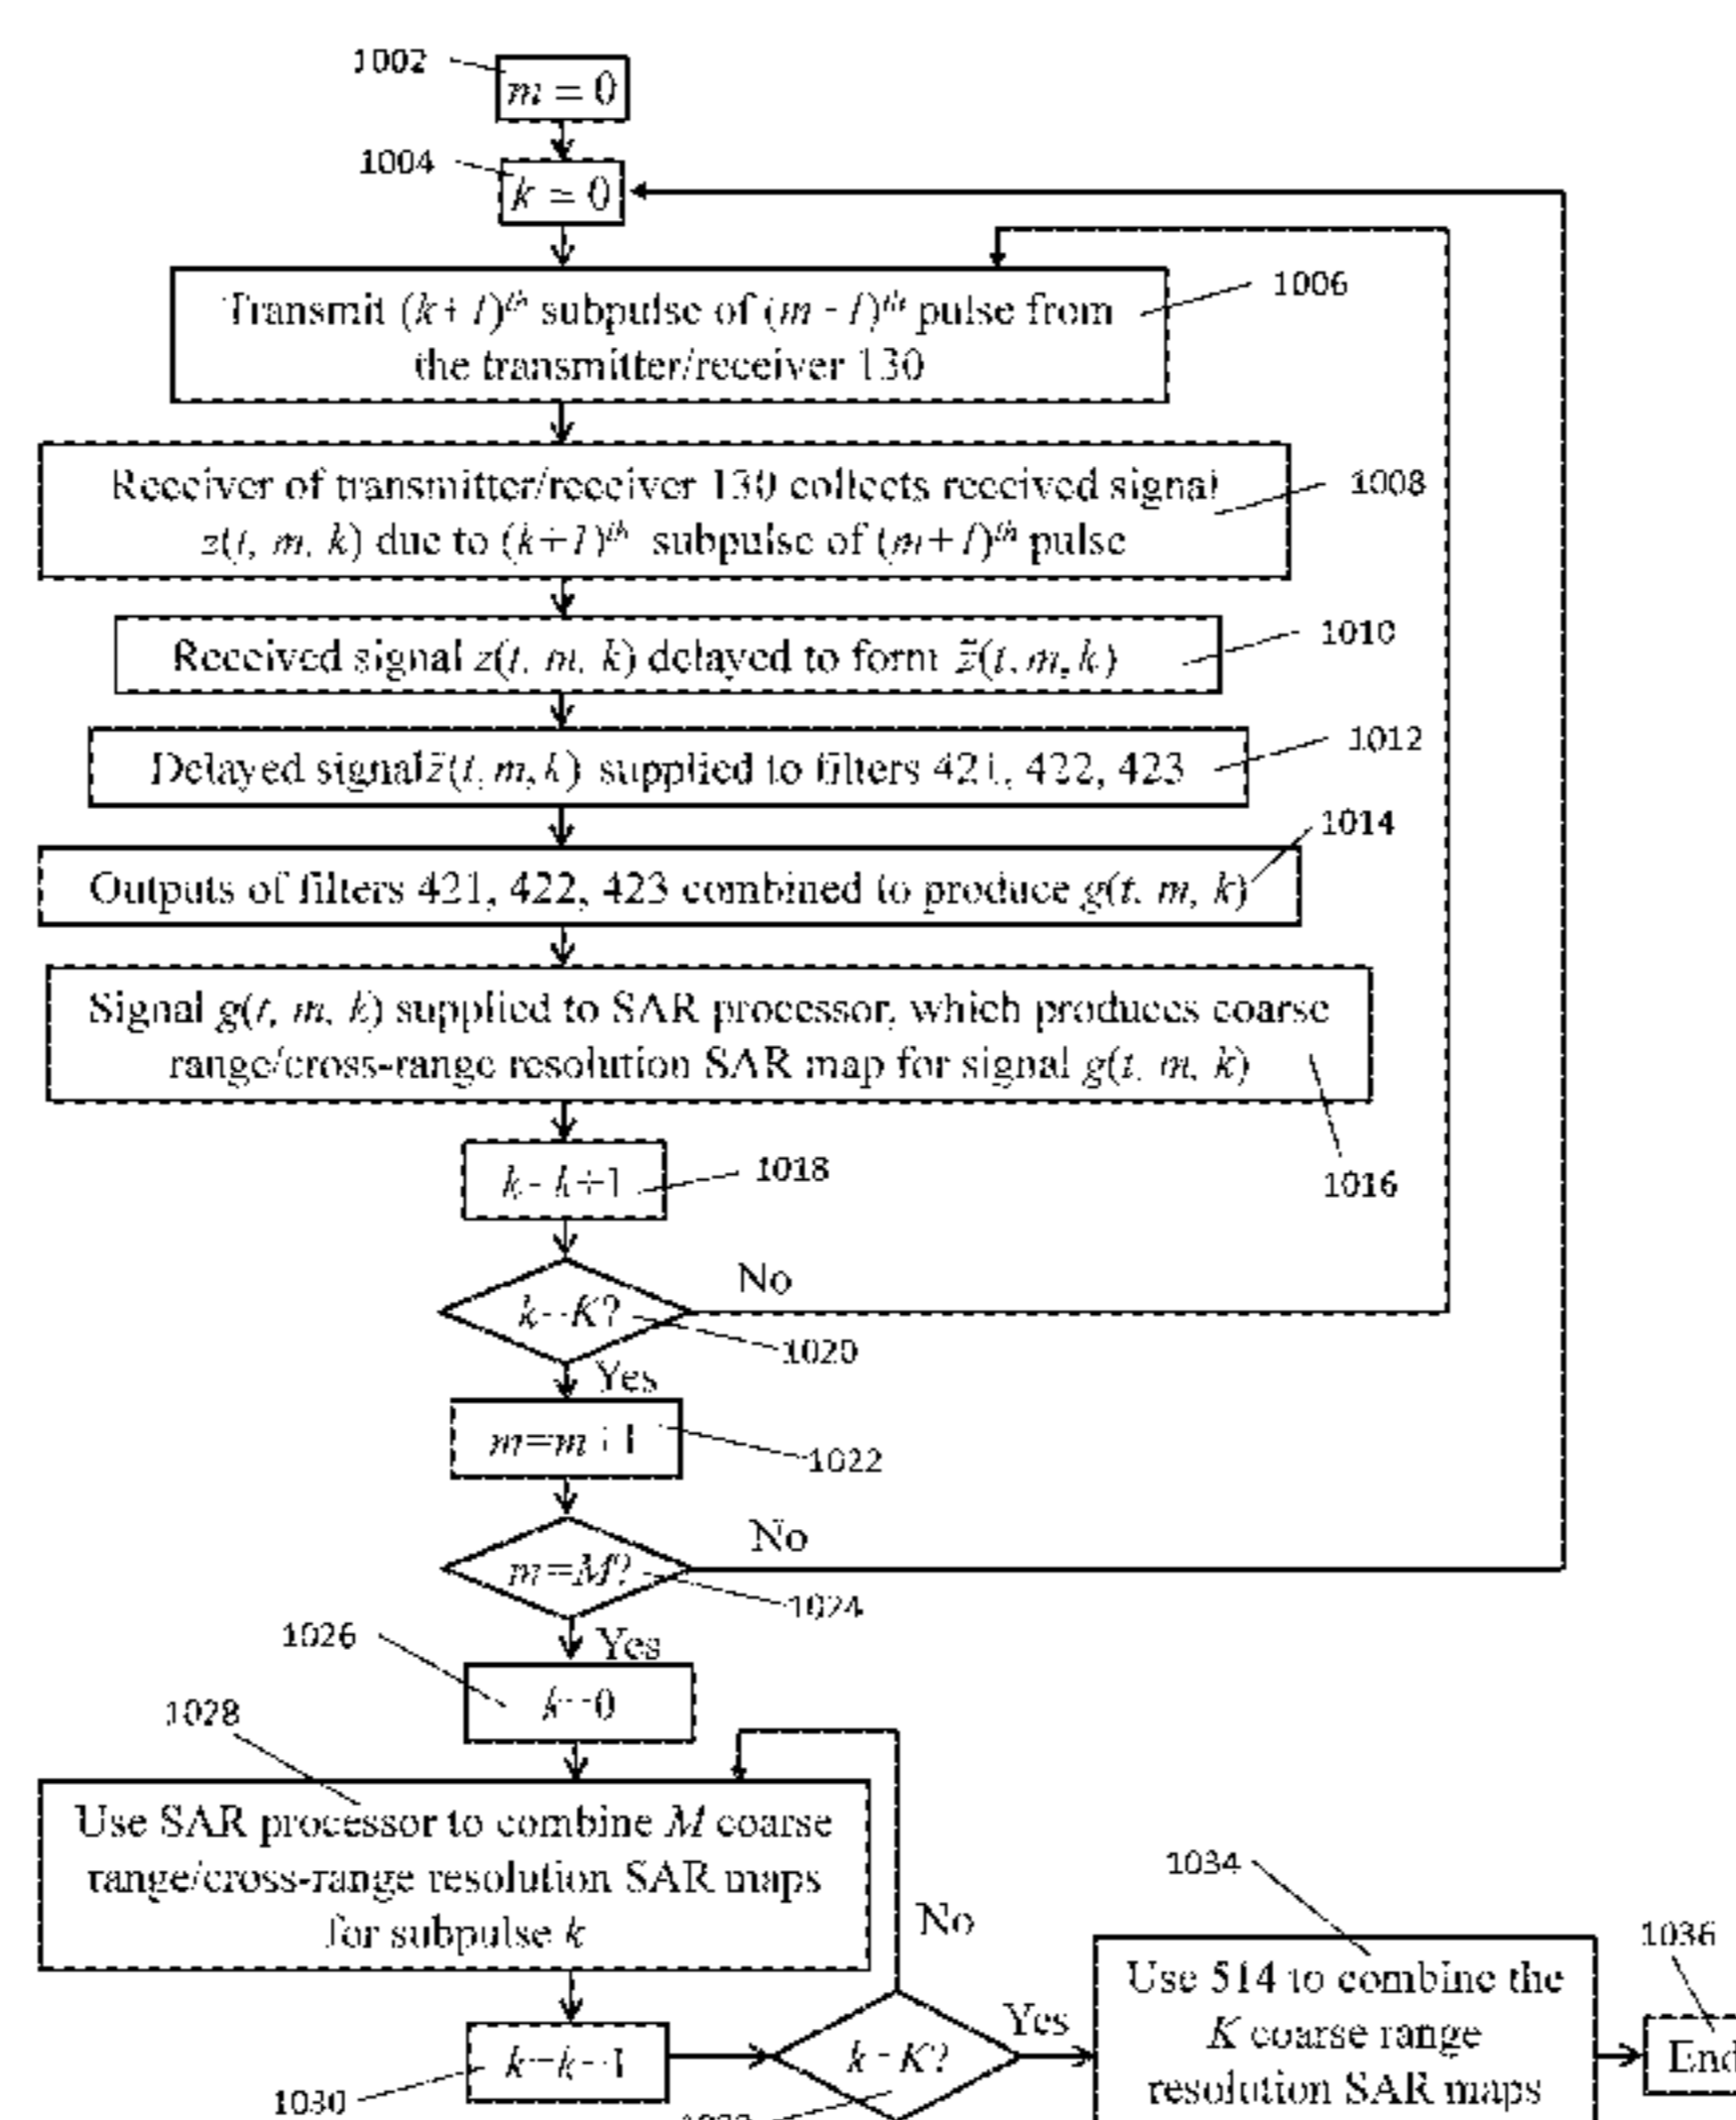 1002
m = 0
1004
k = 0
1006
Transmit (k+1)th subpulse of (m-1)th pulse from
the transmitter/receiver 130
Receiver of transmitter/receiver 130 collects received signal
z(t, m, k) due to (k+1)th subpulse of (m+1)th pulse
1008
Received signal z(t, m, k) delayed to form z̃(t, m, k)
1010
Delayed signal z̃(t, m, k) supplied to filters 421, 422, 423
1012
1014
Outputs of filters 421, 422, 423 combined to produce g(t, m, k)
Signal g(t, m, k) supplied to SAR processor, which produces coarse
range/cross-range resolution SAR map for signal g(t, m, k)
1016
k-k+1
1018
No
k--K?
1020
Yes
m=m+1
1022
No
m=M?
1024
Yes
1026
k--0
1028
Use SAR processor to combine M coarse
range/cross-range resolution SAR maps
for subpulse k
No
1034
Use 514 to combine the
K coarse range
resolution SAR maps
1036
End
Yes
k-K?
k=k-1
1030